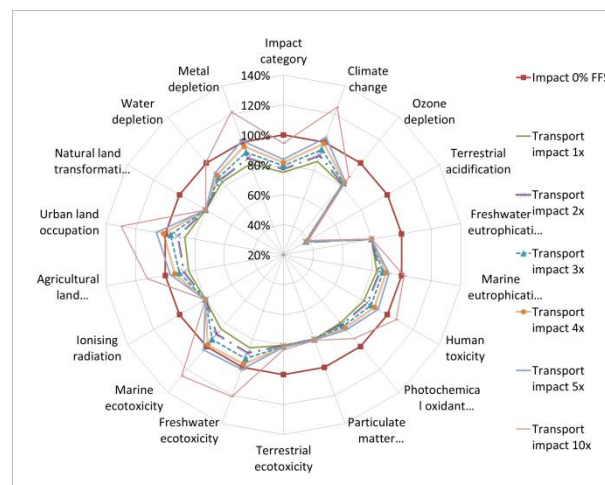 Impact
category
140%
120%
100%
80%
60%
40%
20%
Climate
change
Ozone
depletion
Terrestrial
acidification
Freshwater
eutrophicati...
Marine
eutrophicati...
Human
toxicity
Photochemica
l oxidant...
Particulate
matter...
Terrestrial
ecotoxicity
Freshwater
ecotoxicity
Marine
ecotoxicity
Ionising
radiation
Agricultural
land...
Urban land
occupation
Natural land
transformati...
Water
depletion
Metal
depletion
Impact 0% FFS
Transport
impact 1x
Transport
impact 2x
Transport
impact 3x
Transport
impact 4x
Transport
impact 5x
Transport
impact 10x